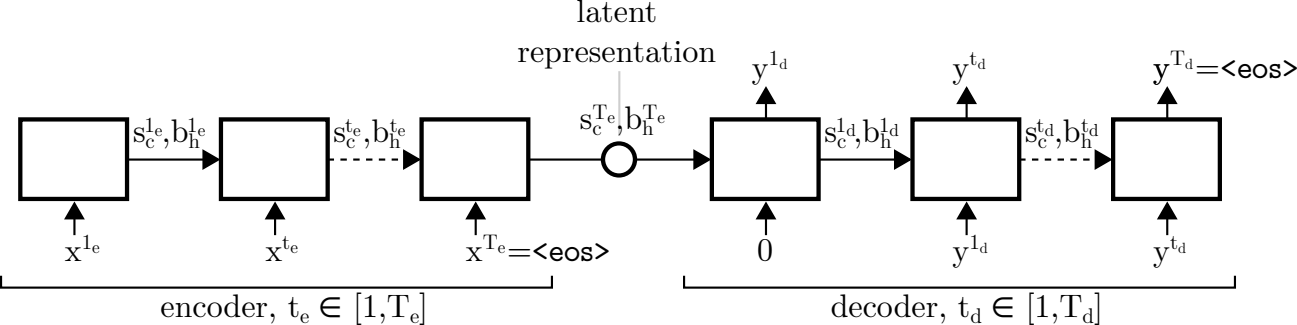 latent
representation
y^{1_d}
y^{t_d}
y^{T_d}=<eos>
s_c^{1_e},b_h^{1_e}
s_c^{t_e},b_h^{t_e}
s_c^{T_e},b_h^{T_e}
s_c^{1_d},b_h^{1_d}
s_c^{t_d},b_h^{t_d}
x^{1_e}
x^{t_e}
x^{T_e}=<eos>
0
y^{1_d}
y^{t_d}
encoder, t_e ∈ [1,T_e]
decoder, t_d ∈ [1,T_d]